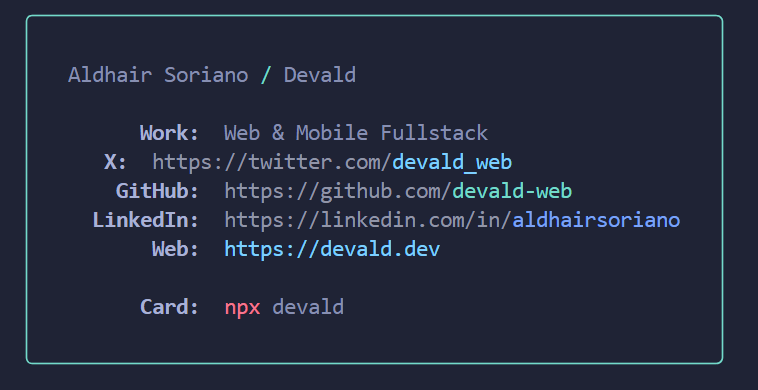 Aldhair Soriano / Devald
Work: Web & Mobile Fullstack
X: https://twitter.com/devald_web
GitHub: https://github.com/devald-web
LinkedIn: https://linkedin.com/in/aldhairsoriano
Web: https://devald.dev
Card: npx devald